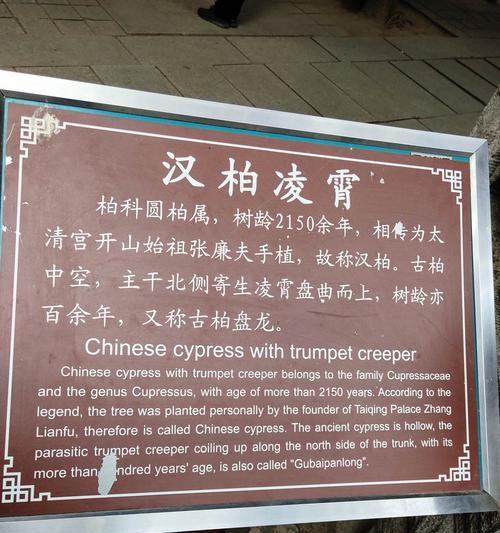 汉柏凌霄
柏科圆柏属，树龄2150余年，相传为太
清宫开山始祖张廉夫手植，故称汉柏。古柏
中空，主干北侧寄生凌霄盘曲而上，树龄亦
百余年，又称古柏盘龙。
Chinese cypress with trumpet creeper
Chinese cypress with trumpet creeper belongs to the family Cupressaceae
and the genus Cupressus, with age of more than 2150 years. According to the
legend, the tree was planted personally by the founder of Taiqing Palace Zhang
Lianfu, therefore is called Chinese cypress. The ancient cypress is hollow, the
parasitic trumpet creeper coiling up along the north side of the trunk, with its
more than hundred years' age, is also called "Gubaipanlong".